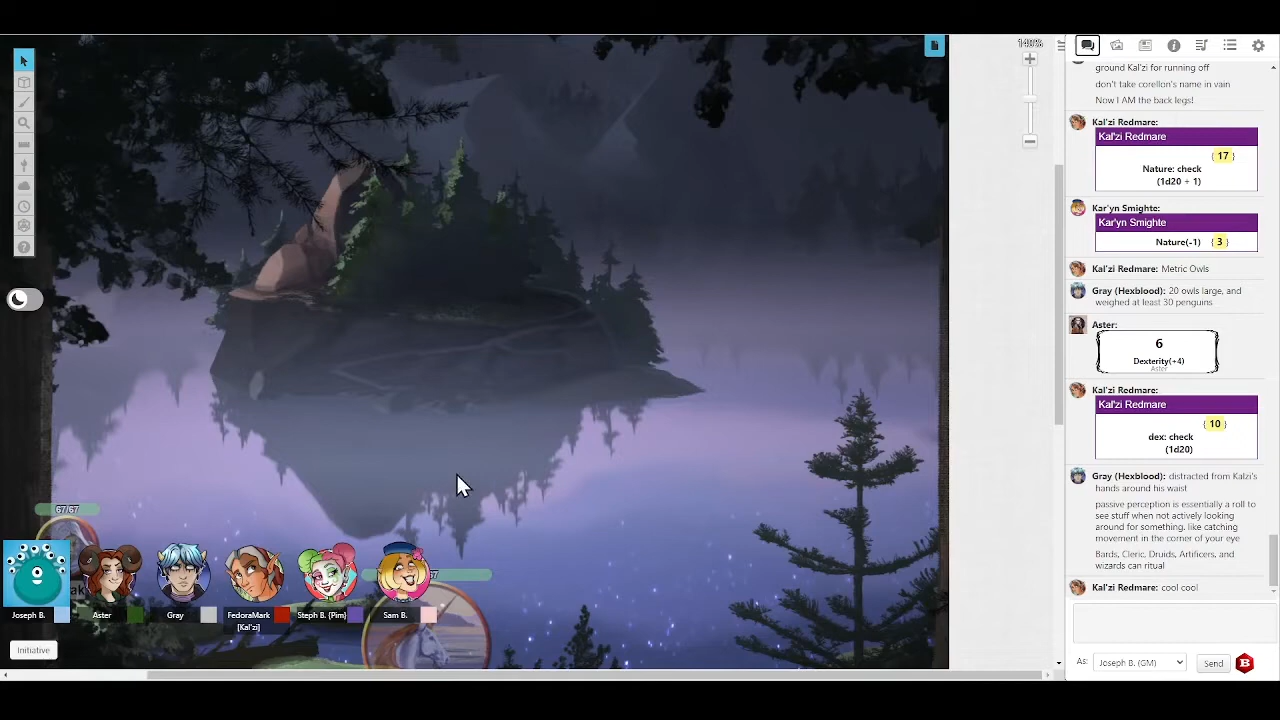 140%
ground Kal'zi for running off
don't take corellon's name in vain
Now I AM the back legs!
Kal'zi Redmare:
Kal'zi Redmare
17
Nature: check
(1d20 + 1)
Kar'yn Smighte:
Kar'yn Smighte
Nature(-1) 3
Kal'zi Redmare: Metric Owls
Gray (Hexblood): 20 owls large, and
weighed at least 30 penguins
Aster:
6
Dexterity(+4)
Aster
Kal'zi Redmare:
Kal'zi Redmare
10
dex: check
(1d20)
Gray (Hexblood): distracted from Kalzi's
hands around his waist
passive perception is essentially a roll to
see stuff when not actively looking
around for something. like catching
movement in the corner of your eye
Bards, Cleric, Druids, Artificers, and
wizards can ritual
Kal'zi Redmare: cool cool
67/67
Joseph B.
Aster
Gray
FedoraMark
[Kal'zi]
Steph B. (Pim)
Sam B.
Initiative
As:
Joseph B. (GM)
Send
B